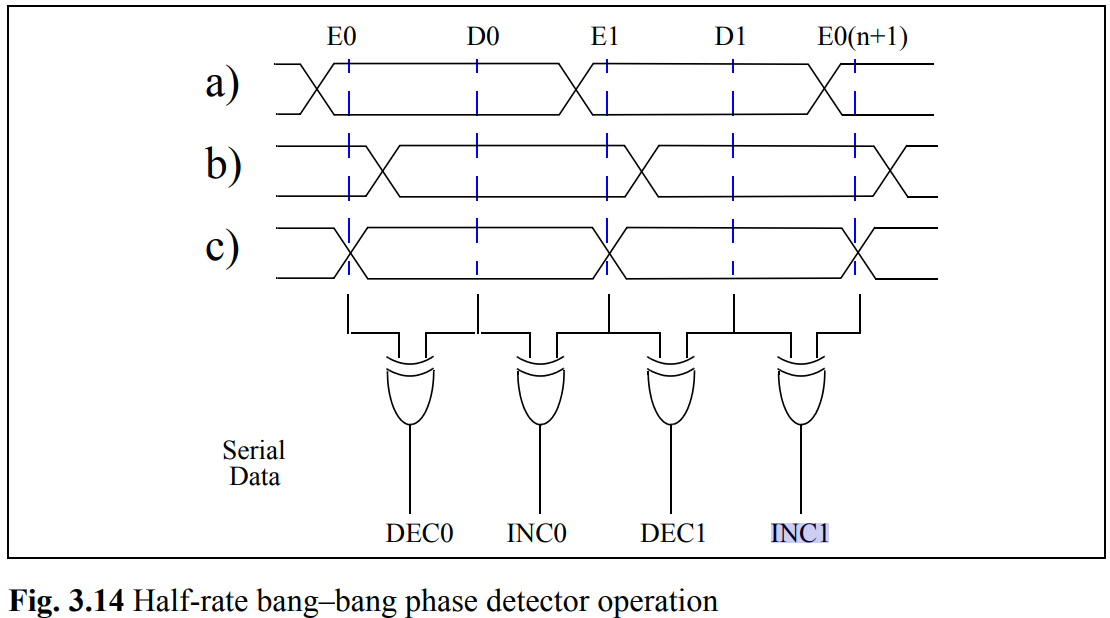 E0 D0 E1 D1 E0(n+1)
a)
b)
c)
Serial
Data
DEC0 INC0 DEC1 INC1
Fig. 3.14 Half-rate bang–bang phase detector operation